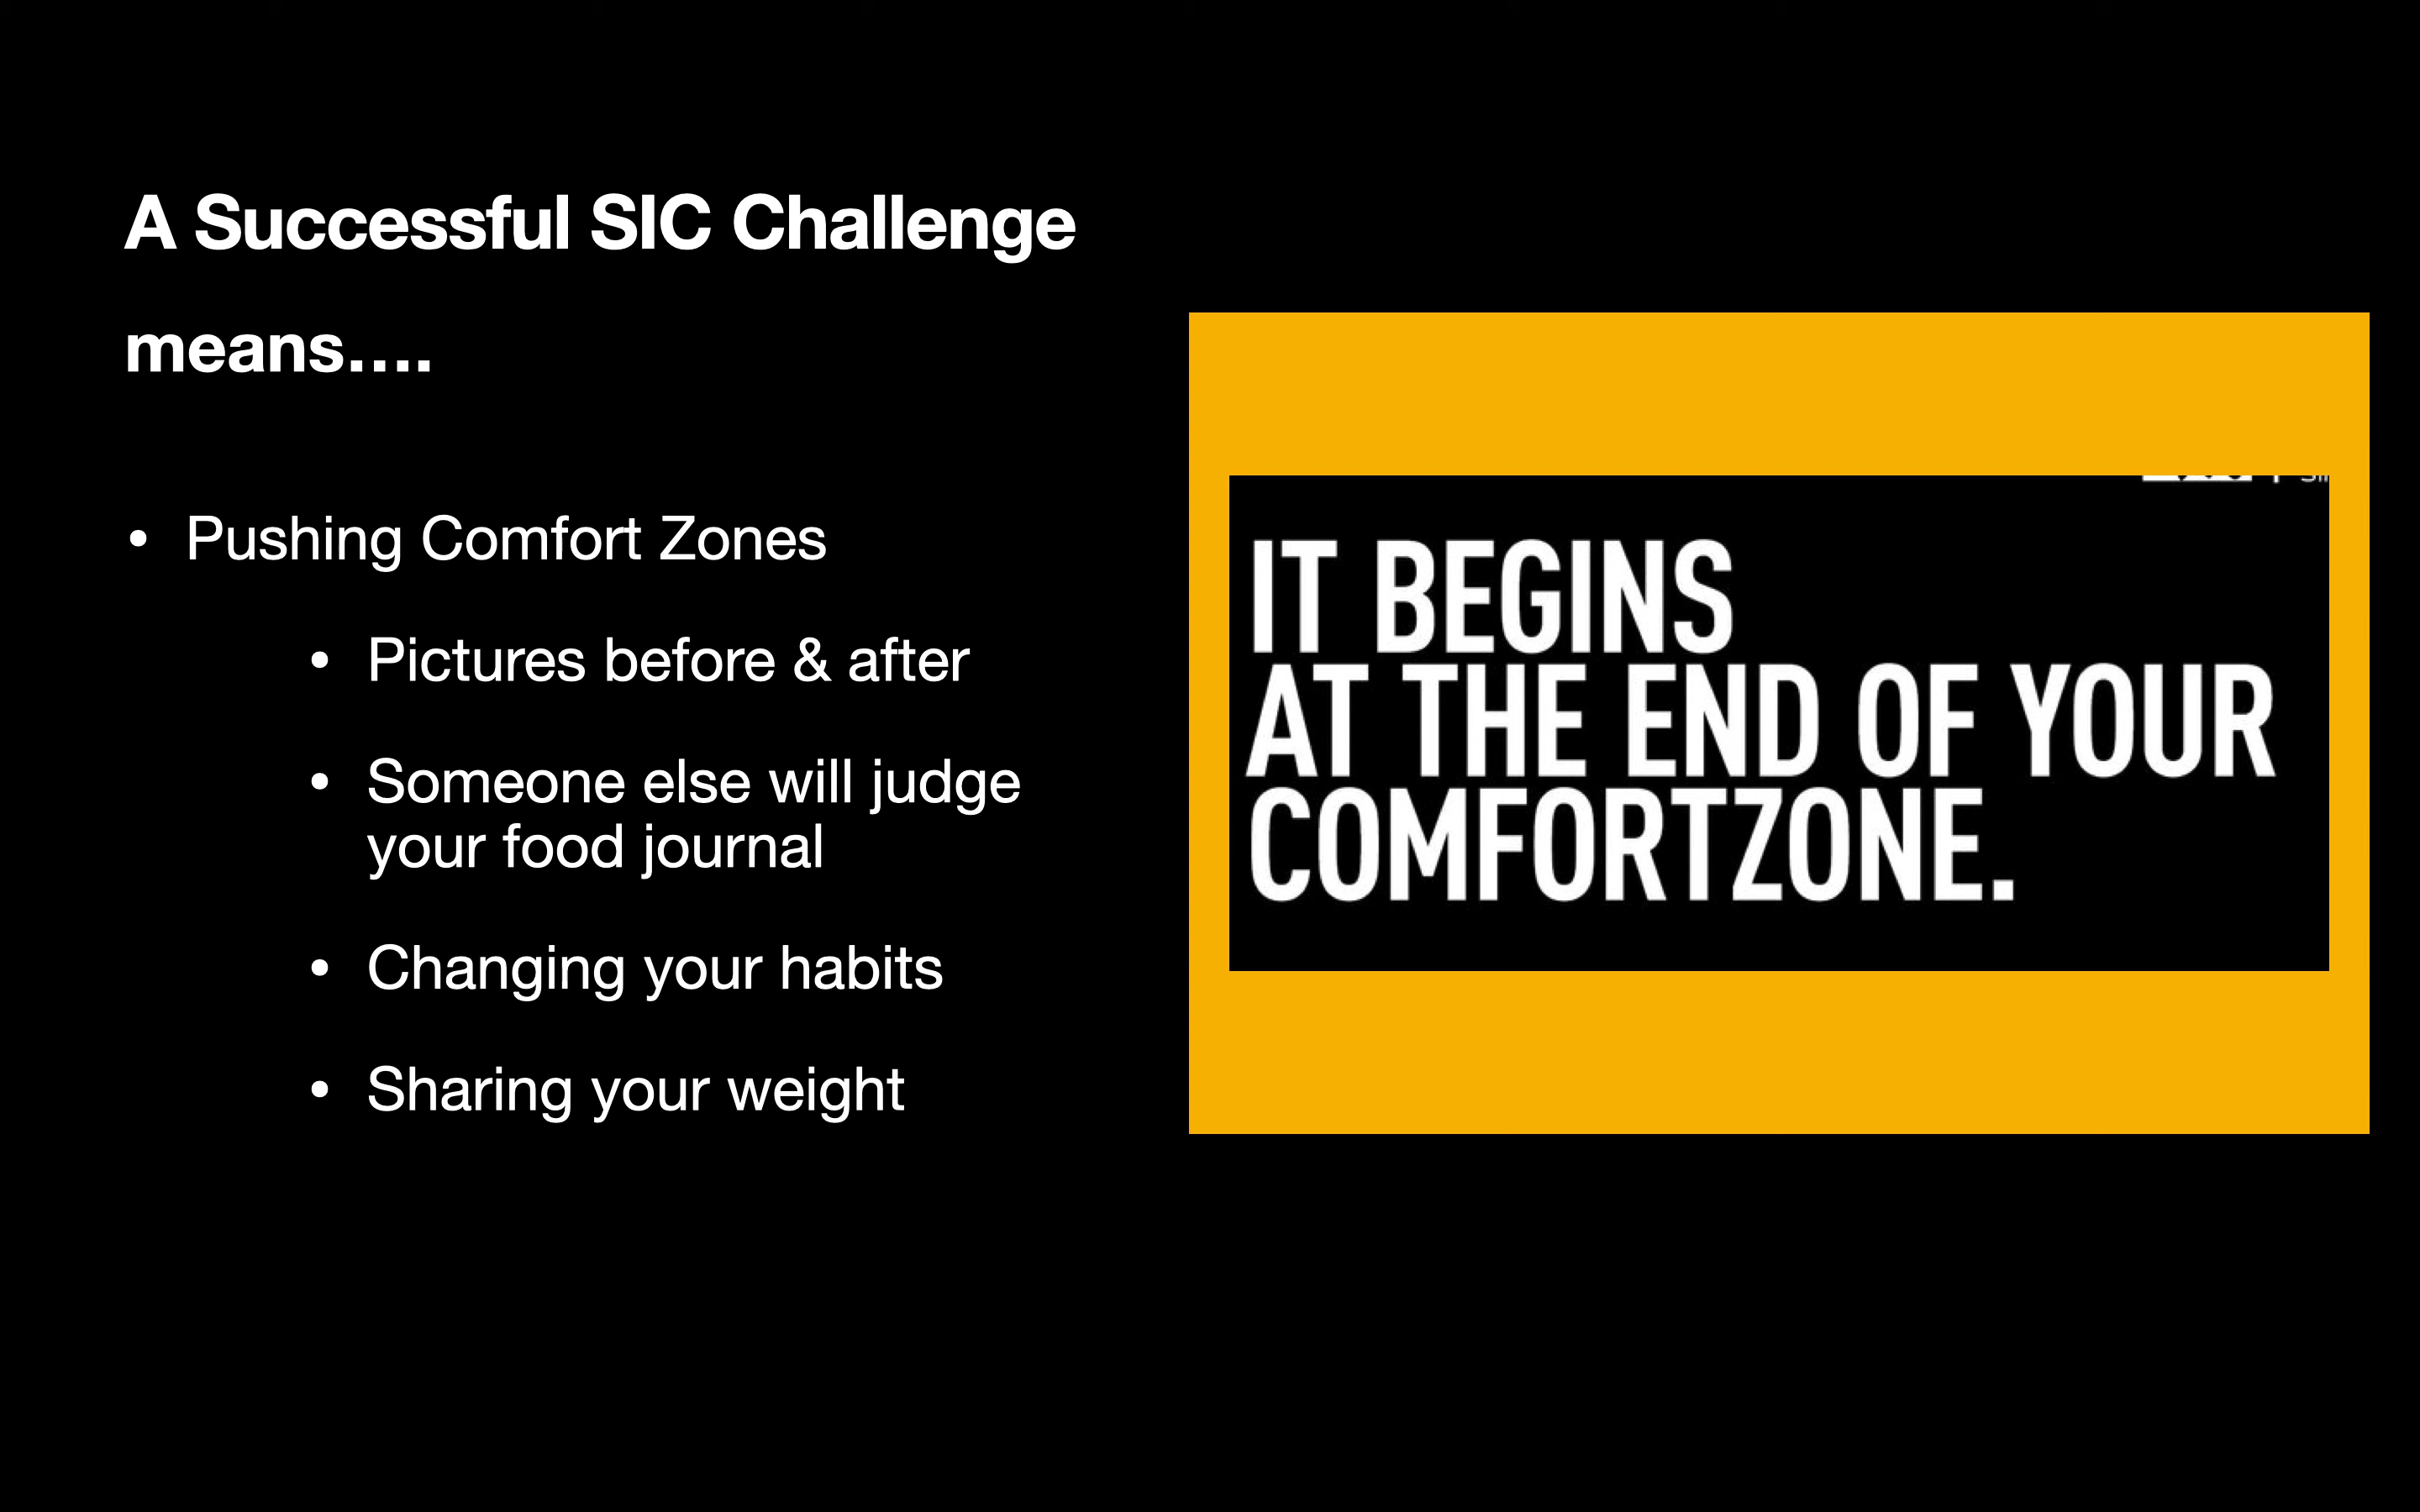 A Successful SIC Challenge
means....
• Pushing Comfort Zones
• Pictures before & after
• Someone else will judge
your food journal
• Changing your habits
• Sharing your weight
IT BEGINS
AT THE END OF YOUR
COMFORTZONE.